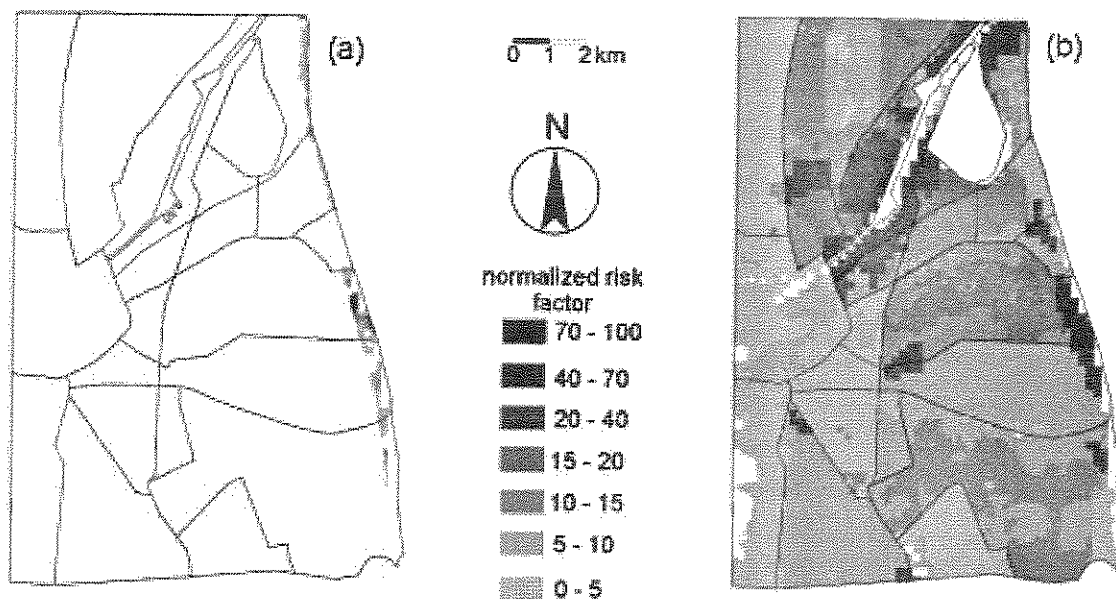 (a)
0 1 2 km
N
normalized risk
factor
70 - 100
40 - 70
20 - 40
15 - 20
10 - 15
5 - 10
0 - 5
(b)